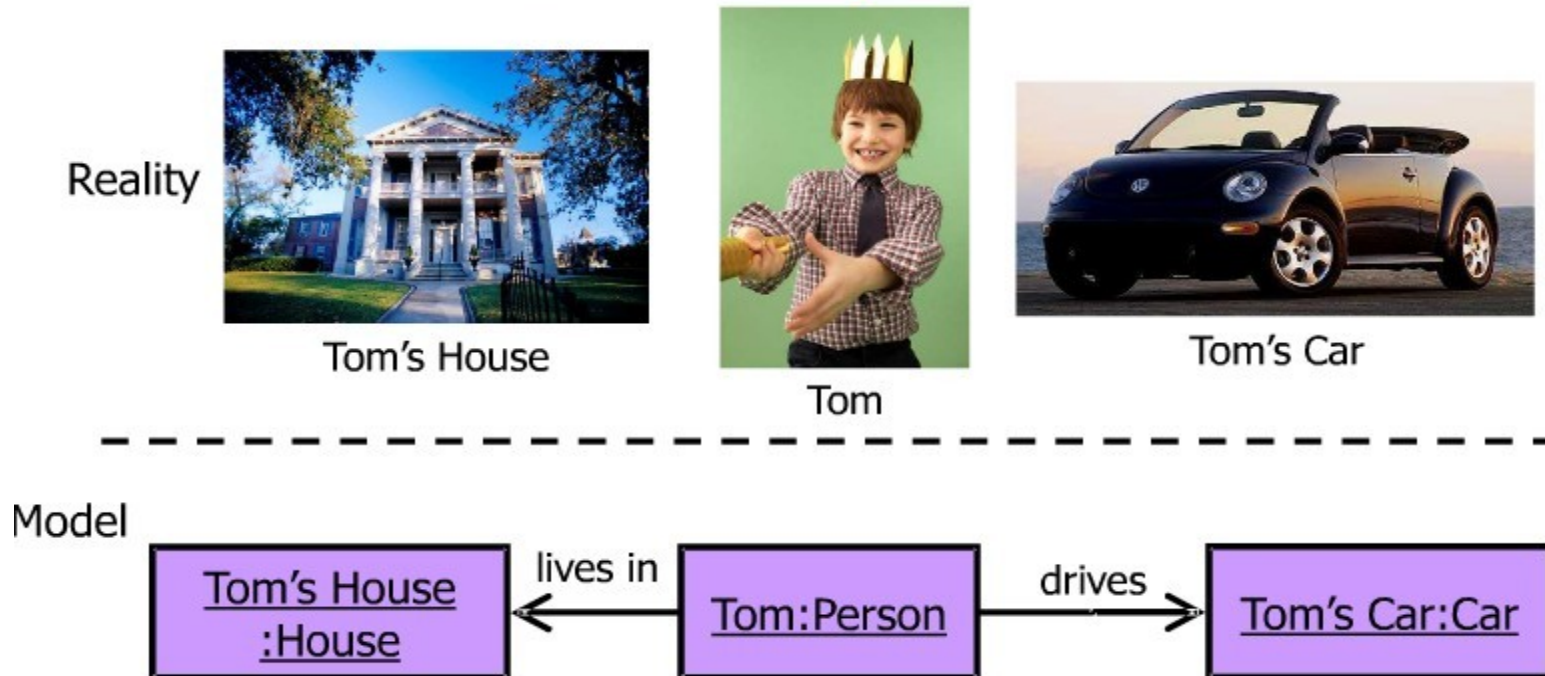 Reality
Tom's House
Tom
Tom's Car
Model
Tom's House
:House
lives in
Tom:Person
drives
Tom's Car:Car